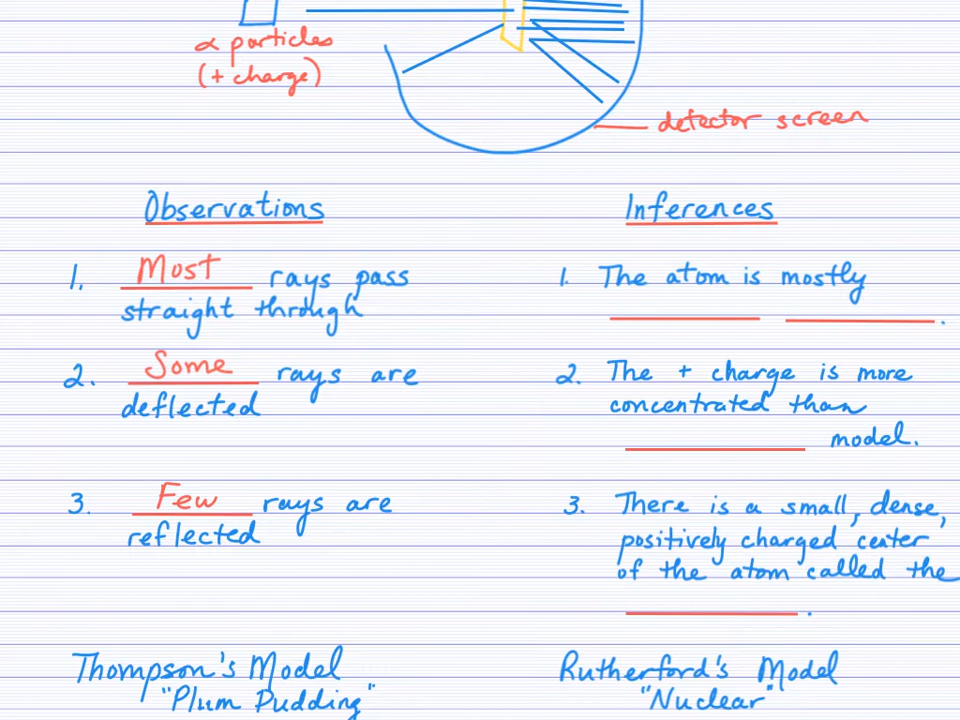 α particles
(+ charge)
detector screen
Observations
1. Most rays pass
straight through
2. Some rays are
deflected
3. Few rays are
reflected
Inferences
1. The atom is mostly
.
2. The + charge is more
concentrated than
model.
3. There is a small, dense,
positively charged center
of the atom called the
.
Thompson's Model
"Plum Pudding"
Rutherford's Model
"Nuclear"